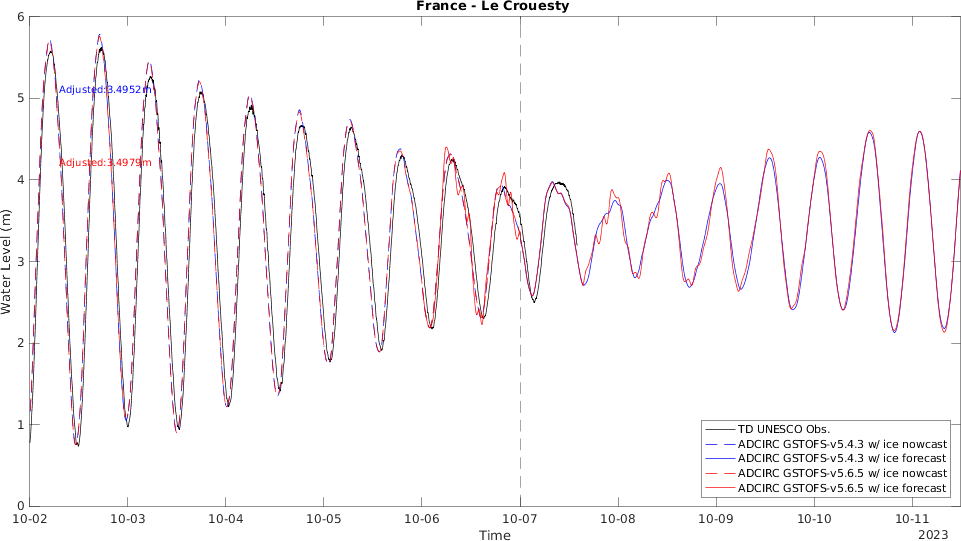 France - Le Crouesty
6
5
4
3
2
1
0
Water Level (m)
Adjusted:3.4952m
Adjusted:3.4979m
TD UNESCO Obs.
ADCIRC GSTOFS-v5.4.3 w/ ice nowcast
ADCIRC GSTOFS-v5.4.3 w/ ice forecast
ADCIRC GSTOFS-v5.6.5 w/ ice nowcast
ADCIRC GSTOFS-v5.6.5 w/ ice forecast
10-02 10-03 10-04 10-05 10-06 10-07 10-08 10-09 10-10 10-11
Time
2023